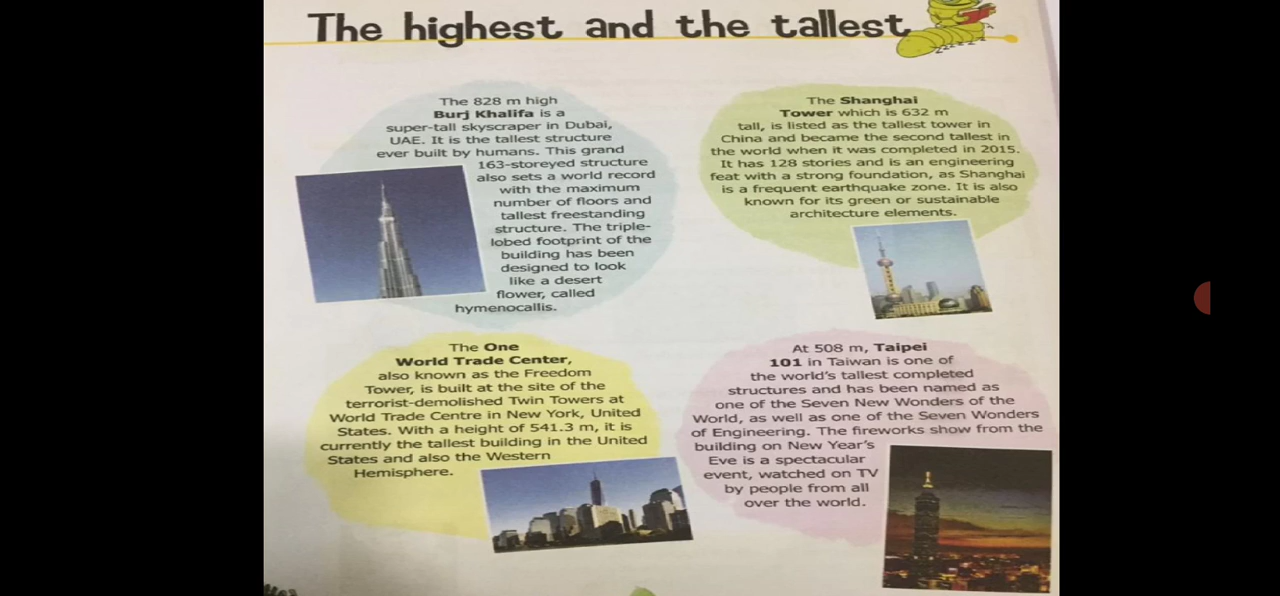 The highest and the tallest
The 828 m high
Burj Khalifa is a
super-tall skyscraper in Dubai,
UAE. It is the tallest structure
ever built by humans. This grand
163-storeyed structure
also sets a world record
with the maximum
number of floors and
tallest freestanding
structure. The triple-
lobed footprint of the
building has been
designed to look
like a desert
flower, called
hymenocallis.
The Shanghai
Tower which is 632 m
tall, is listed as the tallest tower in
China and became the second tallest in
the world when it was completed in 2015.
It has 128 stories and is an engineering
feat with a strong foundation, as Shanghai
is a frequent earthquake zone. It is also
known for its green or sustainable
architecture elements.
The One
World Trade Center,
also known as the Freedom
Tower, is built at the site of the
terrorist-demolished Twin Towers at
World Trade Centre in New York, United
States. With a height of 541.3 m, it is
currently the tallest building in the United
States and also the Western
Hemisphere.
At 508 m, Taipei
101 in Taiwan is one of
the world's tallest completed
structures and has been named as
one of the Seven New Wonders of the
World, as well as one of the Seven Wonders
of Engineering. The fireworks show from the
building on New Year's
Eve is a spectacular
event, watched on TV
by people from all
over the world.